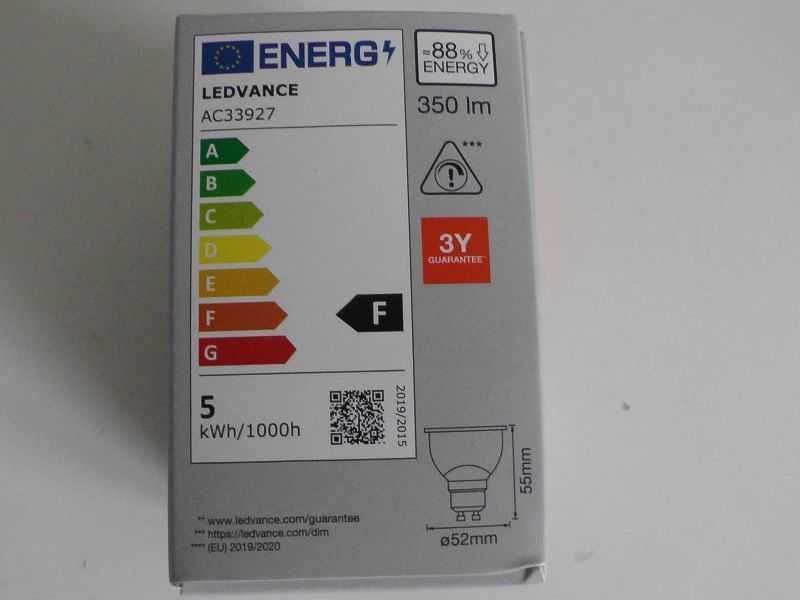 ENERG
LEDVANCE
AC33927
A
B
C
D
E
F
G
F
5
kWh/1000h
2019/2015
≈88%
ENERGY
350 lm
***
3Y
GUARANTEE**
55mm
ø52mm
** www.ledvance.com/guarantee
*** https://ledvance.com/dim
**** (EU) 2019/2020